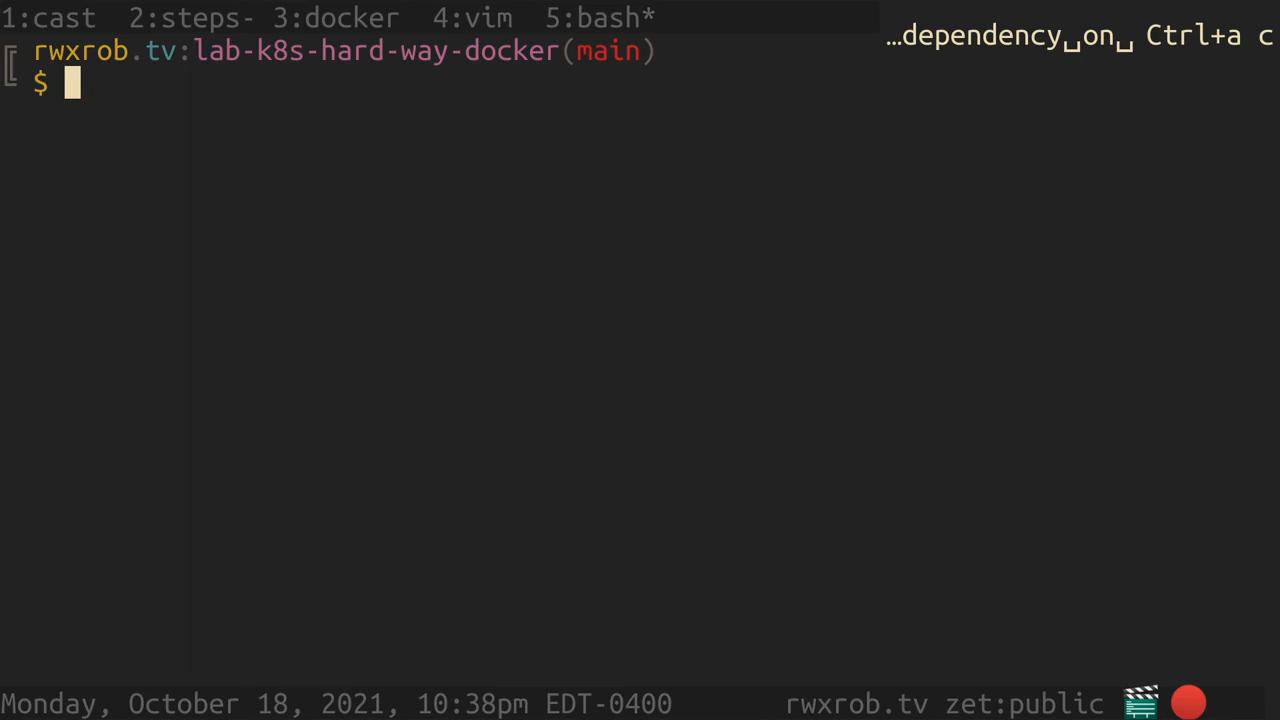 1:cast  2:steps- 3:docker  4:vim  5:bash*
…dependency␣on␣ Ctrl+a c
rwxrob.tv:lab-k8s-hard-way-docker(main)
$
Monday, October 18, 2021, 10:38pm EDT-0400
rwxrob.tv zet:public